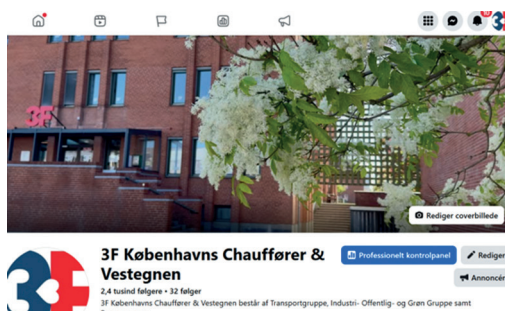 10
3F
Rediger coverbillede
3F Københavns Chauffører &
Vestegnen
Professionelt kontrolpanel
Rediger
Annoncér
2,4 tusind følgere • 32 følger
3F Københavns Chauffører & Vestegnen består af Transportgruppe, Industri- Offentlig- og Grøn Gruppe samt